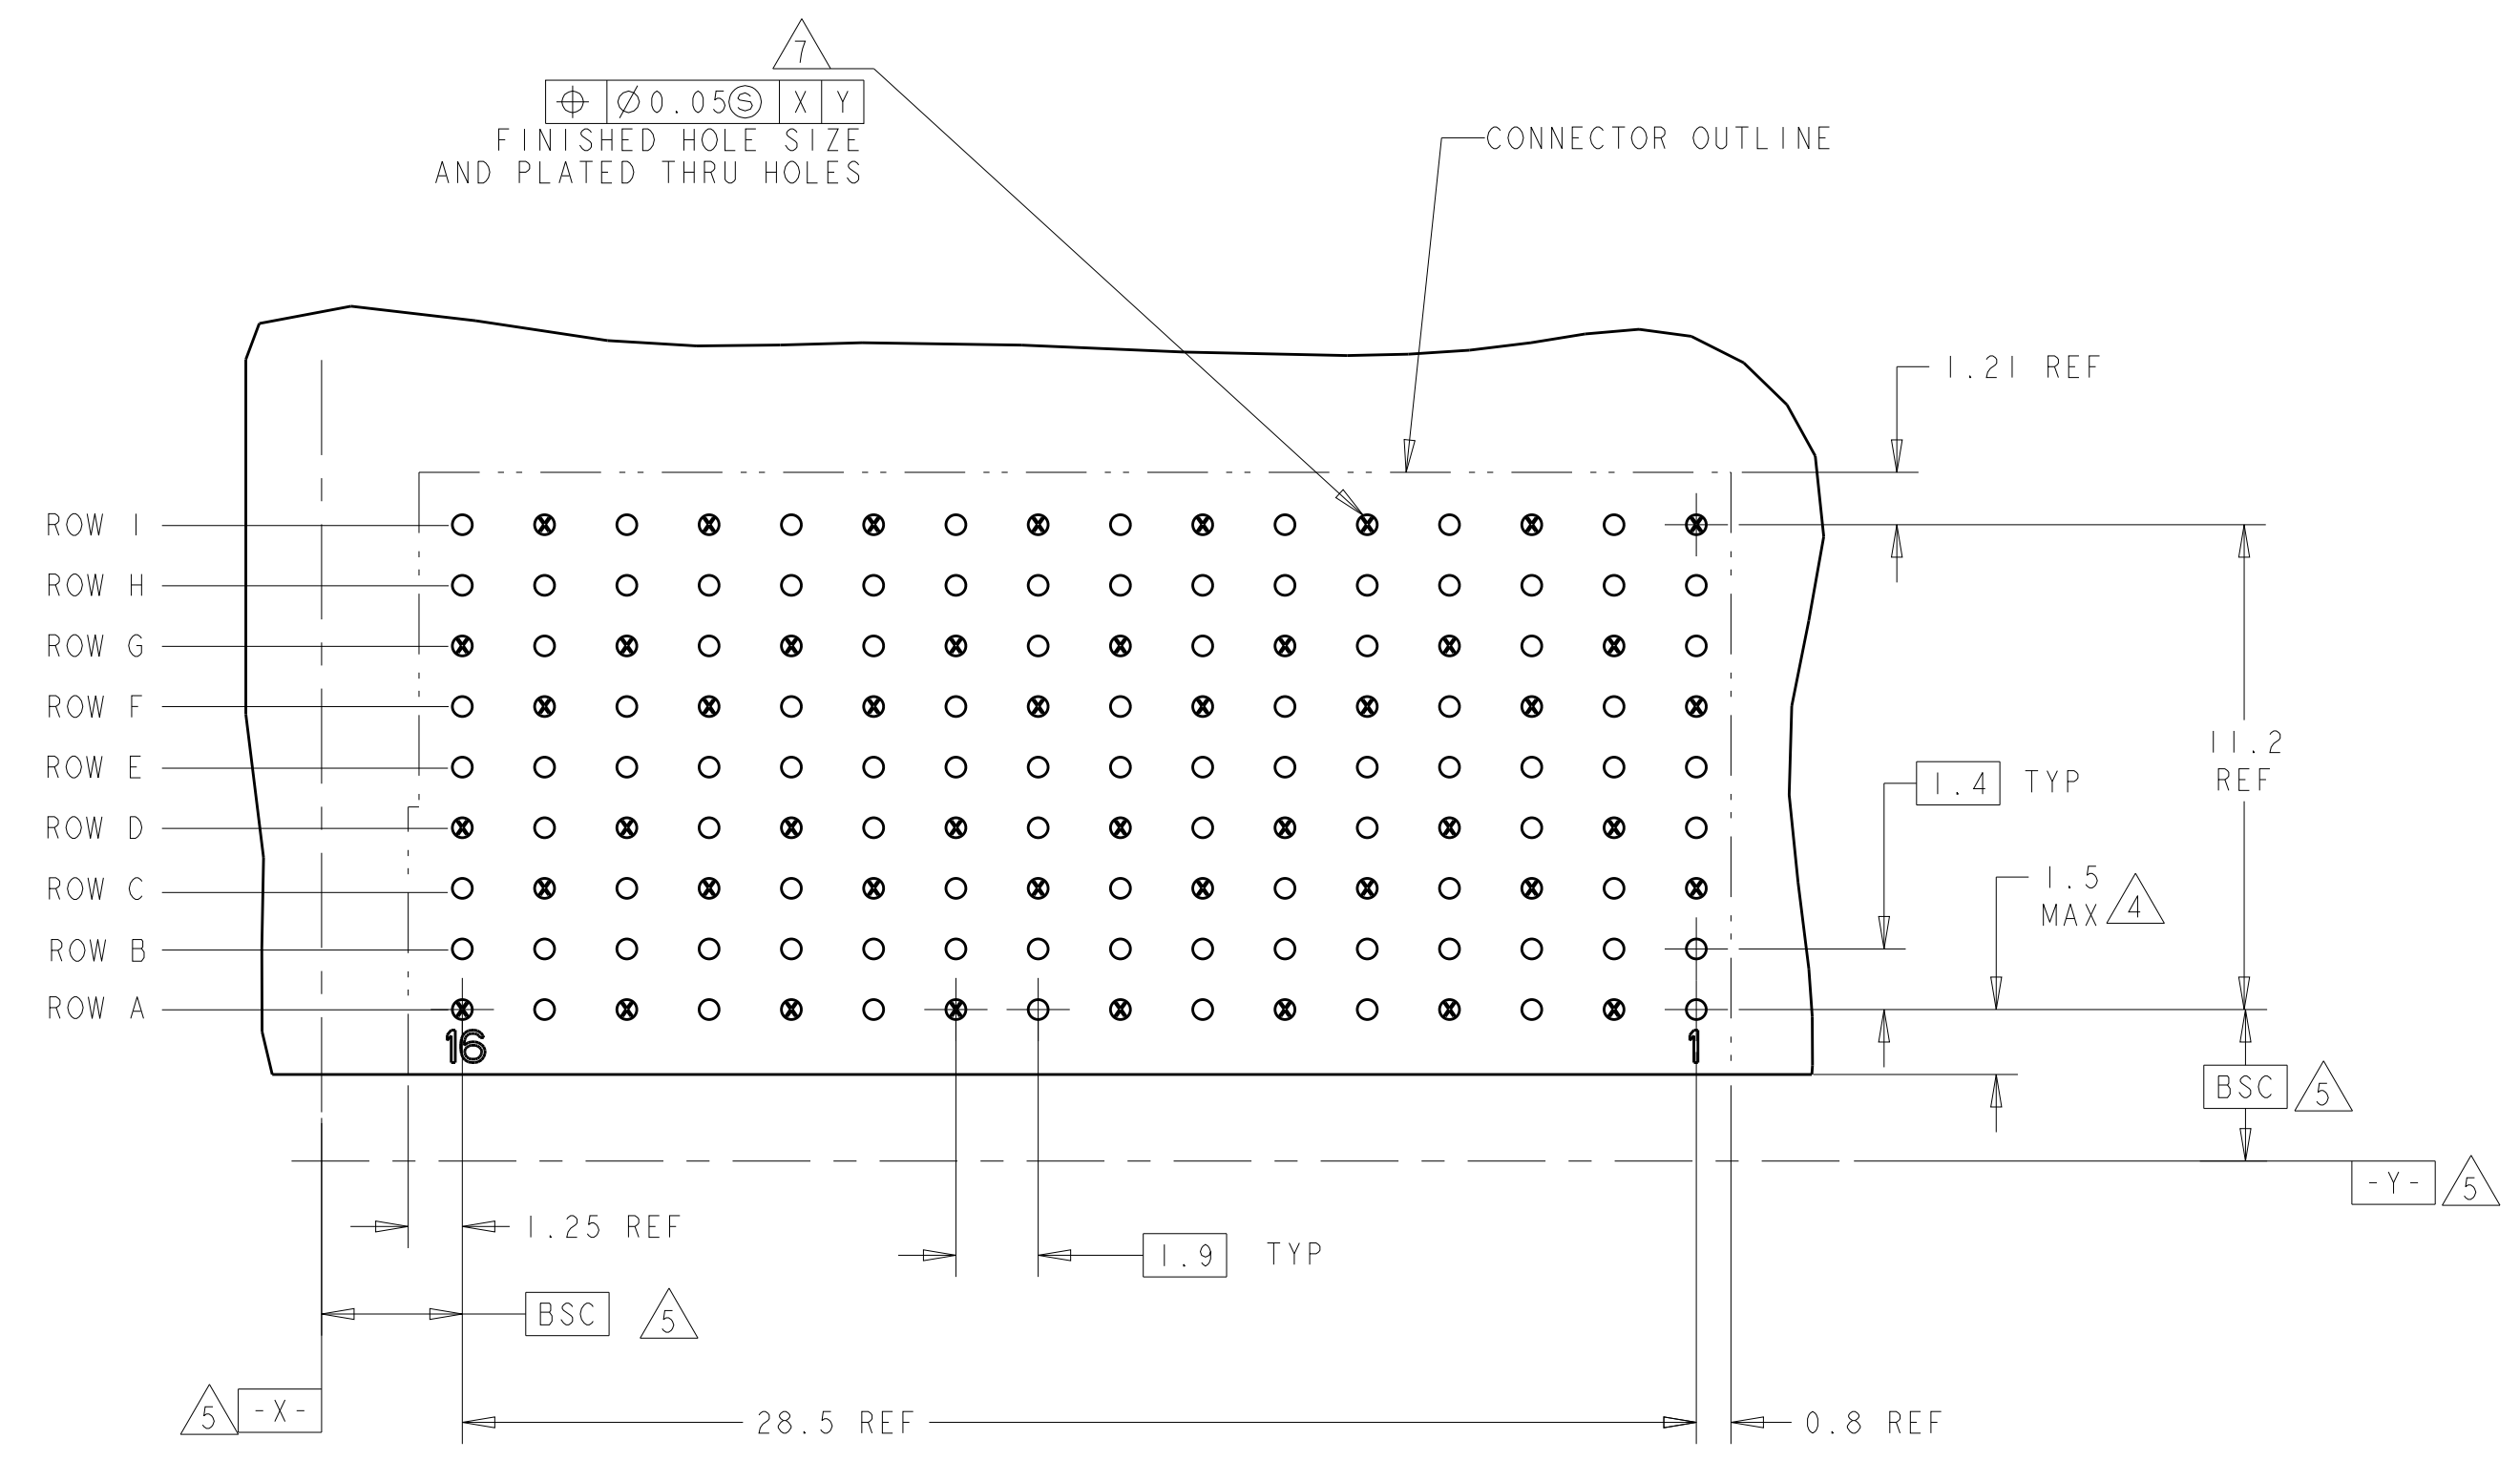 7
⌖ ⌀0.05Ⓢ X Y
FINISHED HOLE SIZE
AND PLATED THRU HOLES
CONNECTOR OUTLINE
1.21 REF
ROW I
ROW H
ROW G
ROW F
ROW E
ROW D
ROW C
ROW B
ROW A
11.2
REF
1.4 TYP
1.5
MAX 4
16
1
BSC 5
-Y- 5
1.25 REF
1.9 TYP
BSC 5
5 -X-
28.5 REF
0.8 REF